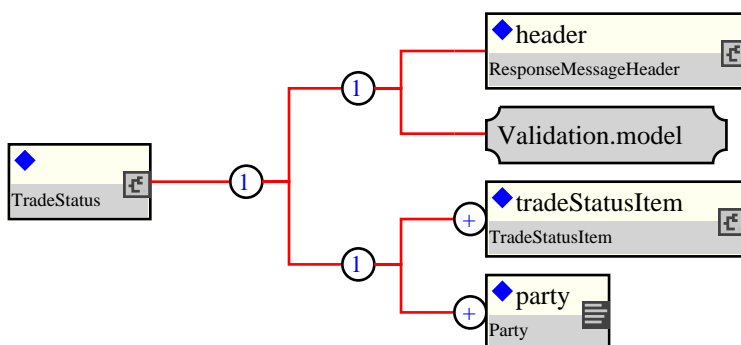 header
ResponseMessageHeader
1
Validation.model
TradeStatus
1
tradeStatusItem
+
TradeStatusItem
1
party
+
Party